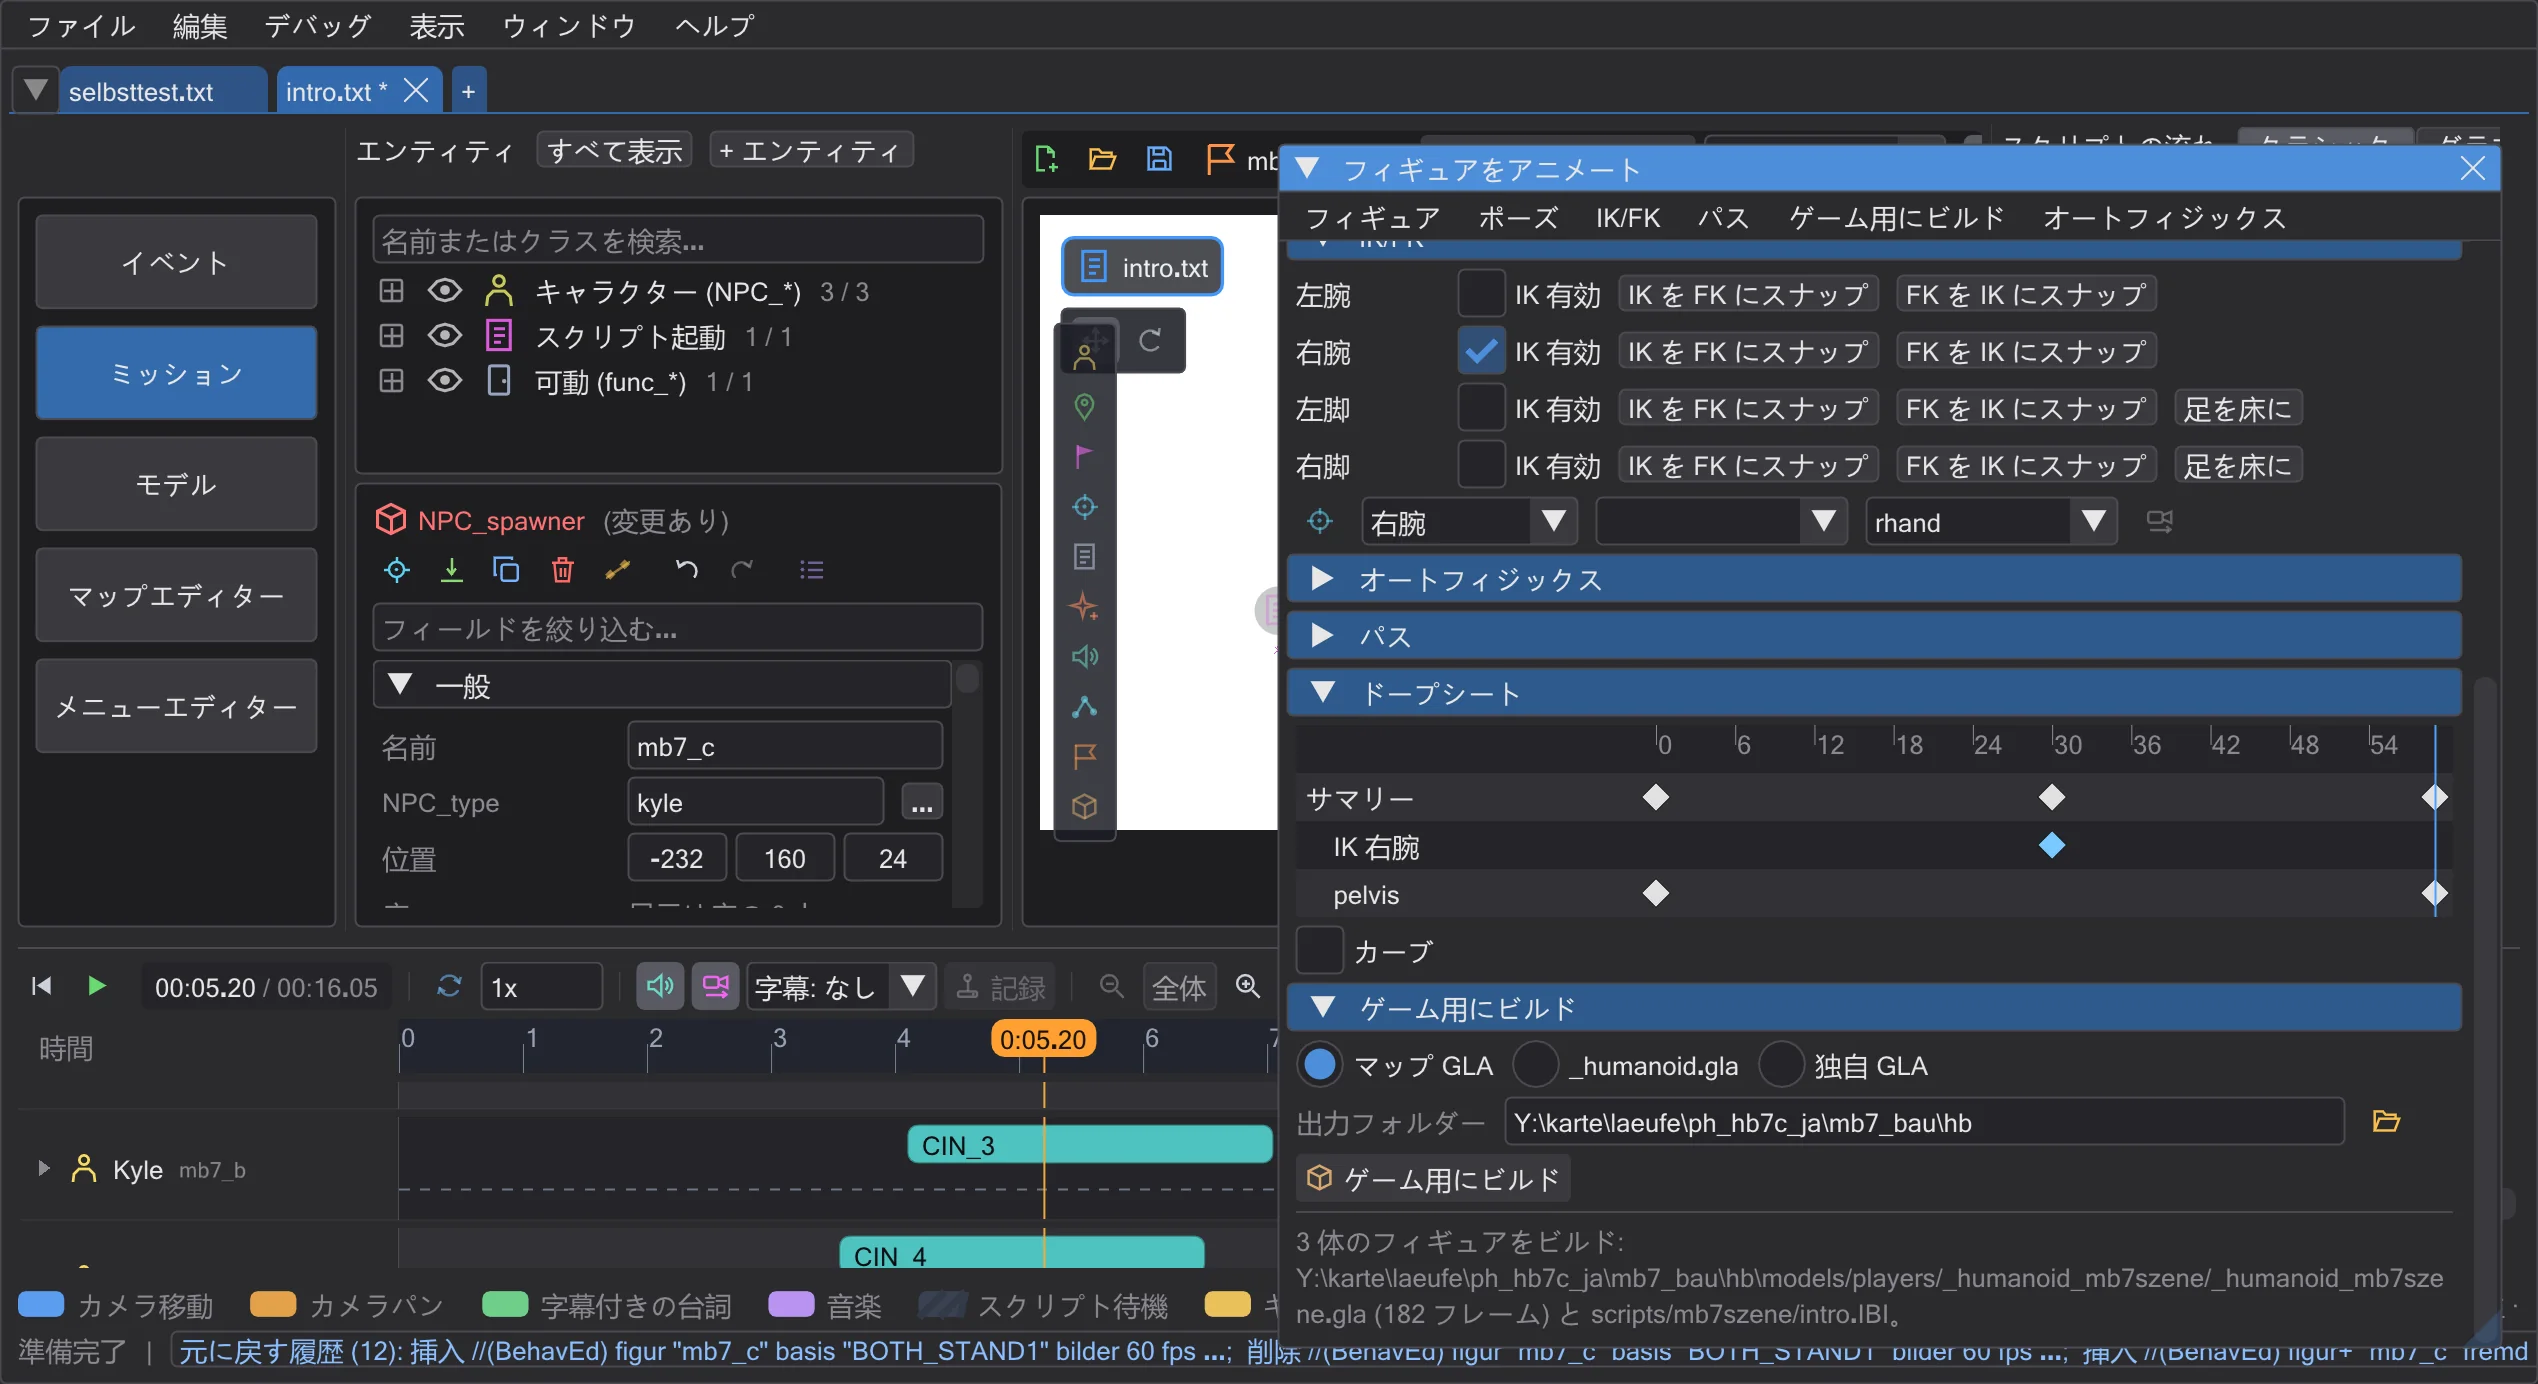 ファイル 編集 デバッグ 表示 ウィンドウ ヘルプ
selbsttest.txt intro.txt * +
エンティティ すべて表示 + エンティティ
イベント
ミッション
モデル
マップエディター
メニューエディター
名前またはクラスを検索...
キャラクター (NPC_*) 3 / 3
スクリプト起動 1 / 1
可動 (func_*) 1 / 1
NPC_spawner (変更あり)
フィールドを絞り込む...
一般
名前 mb7_c
NPC_type kyle ...
位置 -232 160 24
intro.txt
フィギュアをアニメート
フィギュア ポーズ IK/FK パス ゲーム用にビルド オートフィジックス
IK/FK
左腕 IK 有効 IK を FK にスナップ FK を IK にスナップ
右腕 IK 有効 IK を FK にスナップ FK を IK にスナップ
左脚 IK 有効 IK を FK にスナップ FK を IK にスナップ 足を床に
右脚 IK 有効 IK を FK にスナップ FK を IK にスナップ 足を床に
右腕 rhand
オートフィジックス
パス
ドープシート
0 6 12 18 24 30 36 42 48 54
サマリー
IK 右腕
pelvis
カーブ
ゲーム用にビルド
マップ GLA _humanoid.gla 独自 GLA
出力フォルダー Y:\karte\laeufe\ph_hb7c_ja\mb7_bau\hb
ゲーム用にビルド
3 体のフィギュアをビルド:
Y:\karte\laeufe\ph_hb7c_ja\mb7_bau\hb\models/players/_humanoid_mb7szene/_humanoid_mb7sze
ne.gla (182 フレーム) と scripts/mb7szene/intro.IBI。
00:05.20 / 00:16.05 1x 字幕: なし 記録 全体
時間 0 1 2 3 4 0:05.20 6 7
CIN_3
Kyle mb7_b
CIN_4
カメラ移動 カメラパン 字幕付きの台詞 音楽 スクリプト待機
準備完了 | 元に戻す履歴 (12): 挿入 //(BehavEd) figur "mb7_c" basis "BOTH_STAND1" bilder 60 fps ...; 削除 //(BehavEd) figur "mb7_c" basis "BOTH_STAND1" bilder 60 fps ...; 挿入 //(BehavEd) figur+ "mb7_c" fremd